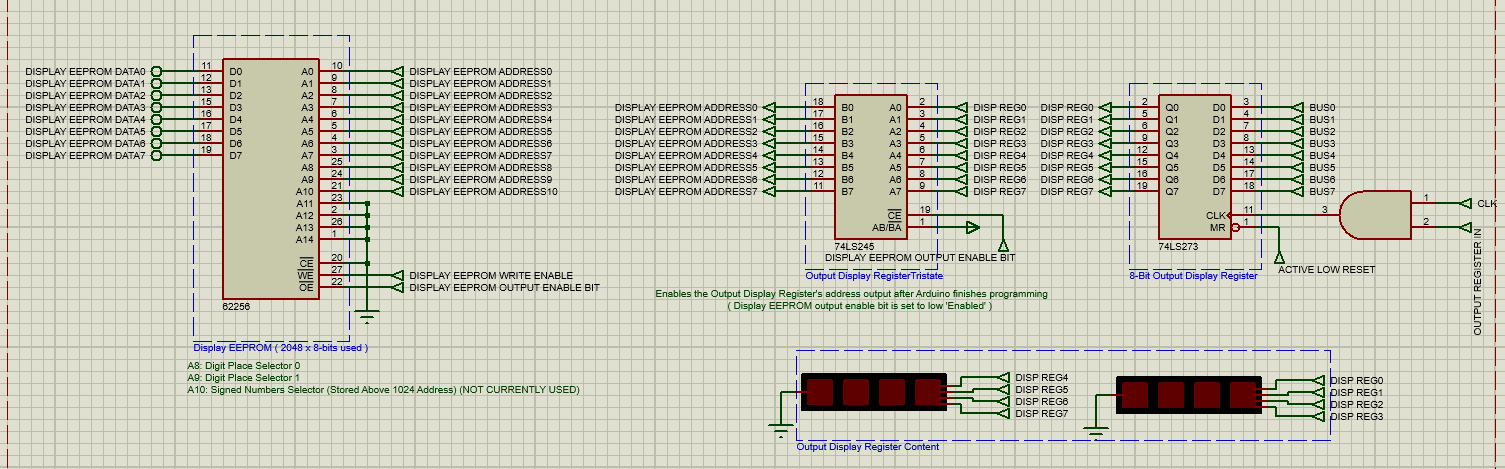 DISPLAY EEPROM DATA0 11 D0 A0 10 DISPLAY EEPROM ADDRESS0
DISPLAY EEPROM DATA1 12 D1 A1 9 DISPLAY EEPROM ADDRESS1
DISPLAY EEPROM DATA2 13 D2 A2 8 DISPLAY EEPROM ADDRESS2
DISPLAY EEPROM DATA3 15 D3 A3 7 DISPLAY EEPROM ADDRESS3
DISPLAY EEPROM DATA4 16 D4 A4 6 DISPLAY EEPROM ADDRESS4
DISPLAY EEPROM DATA5 17 D5 A5 5 DISPLAY EEPROM ADDRESS5
DISPLAY EEPROM DATA6 18 D6 A6 4 DISPLAY EEPROM ADDRESS6
DISPLAY EEPROM DATA7 19 D7 A7 3 DISPLAY EEPROM ADDRESS7
A8 25 DISPLAY EEPROM ADDRESS8
A9 24 DISPLAY EEPROM ADDRESS9
A10 21 DISPLAY EEPROM ADDRESS10
A11 23
A12 2
A13 26
A14 1
CE 20
WE 27 DISPLAY EEPROM WRITE ENABLE
OE 22 DISPLAY EEPROM OUTPUT ENABLE BIT
62256
Display EEPROM ( 2048 x 8-bits used )
A8: Digit Place Selector 0
A9: Digit Place Selector 1
A10: Signed Numbers Selector (Stored Above 1024 Address) (NOT CURRENTLY USED)
DISPLAY EEPROM ADDRESS0 18 B0 A0 2 DISP REG0
DISPLAY EEPROM ADDRESS1 17 B1 A1 3 DISP REG1
DISPLAY EEPROM ADDRESS2 16 B2 A2 4 DISP REG2
DISPLAY EEPROM ADDRESS3 15 B3 A3 5 DISP REG3
DISPLAY EEPROM ADDRESS4 14 B4 A4 6 DISP REG4
DISPLAY EEPROM ADDRESS5 13 B5 A5 7 DISP REG5
DISPLAY EEPROM ADDRESS6 12 B6 A6 8 DISP REG6
DISPLAY EEPROM ADDRESS7 11 B7 A7 9 DISP REG7
CE 19
AB/BA 1
74LS245
DISPLAY EEPROM OUTPUT ENABLE BIT
Output Display RegisterTristate
Enables the Output Display Register's address output after Arduino finishes programming
( Display EEPROM output enable bit is set to low 'Enabled' )
DISP REG0 2 Q0 D0 3 BUS0
DISP REG1 5 Q1 D1 4 BUS1
DISP REG2 6 Q2 D2 7 BUS2
DISP REG3 9 Q3 D3 8 BUS3
DISP REG4 12 Q4 D4 13 BUS4
DISP REG5 15 Q5 D5 14 BUS5
DISP REG6 16 Q6 D6 17 BUS6
DISP REG7 19 Q7 D7 18 BUS7
CLK 11
MR 1
74LS273
8-Bit Output Display Register
ACTIVE LOW RESET
3
1 CLK
2
OUTPUT REGISTER IN
DISP REG4
DISP REG5
DISP REG6
DISP REG7
DISP REG0
DISP REG1
DISP REG2
DISP REG3
Output Display Register Content